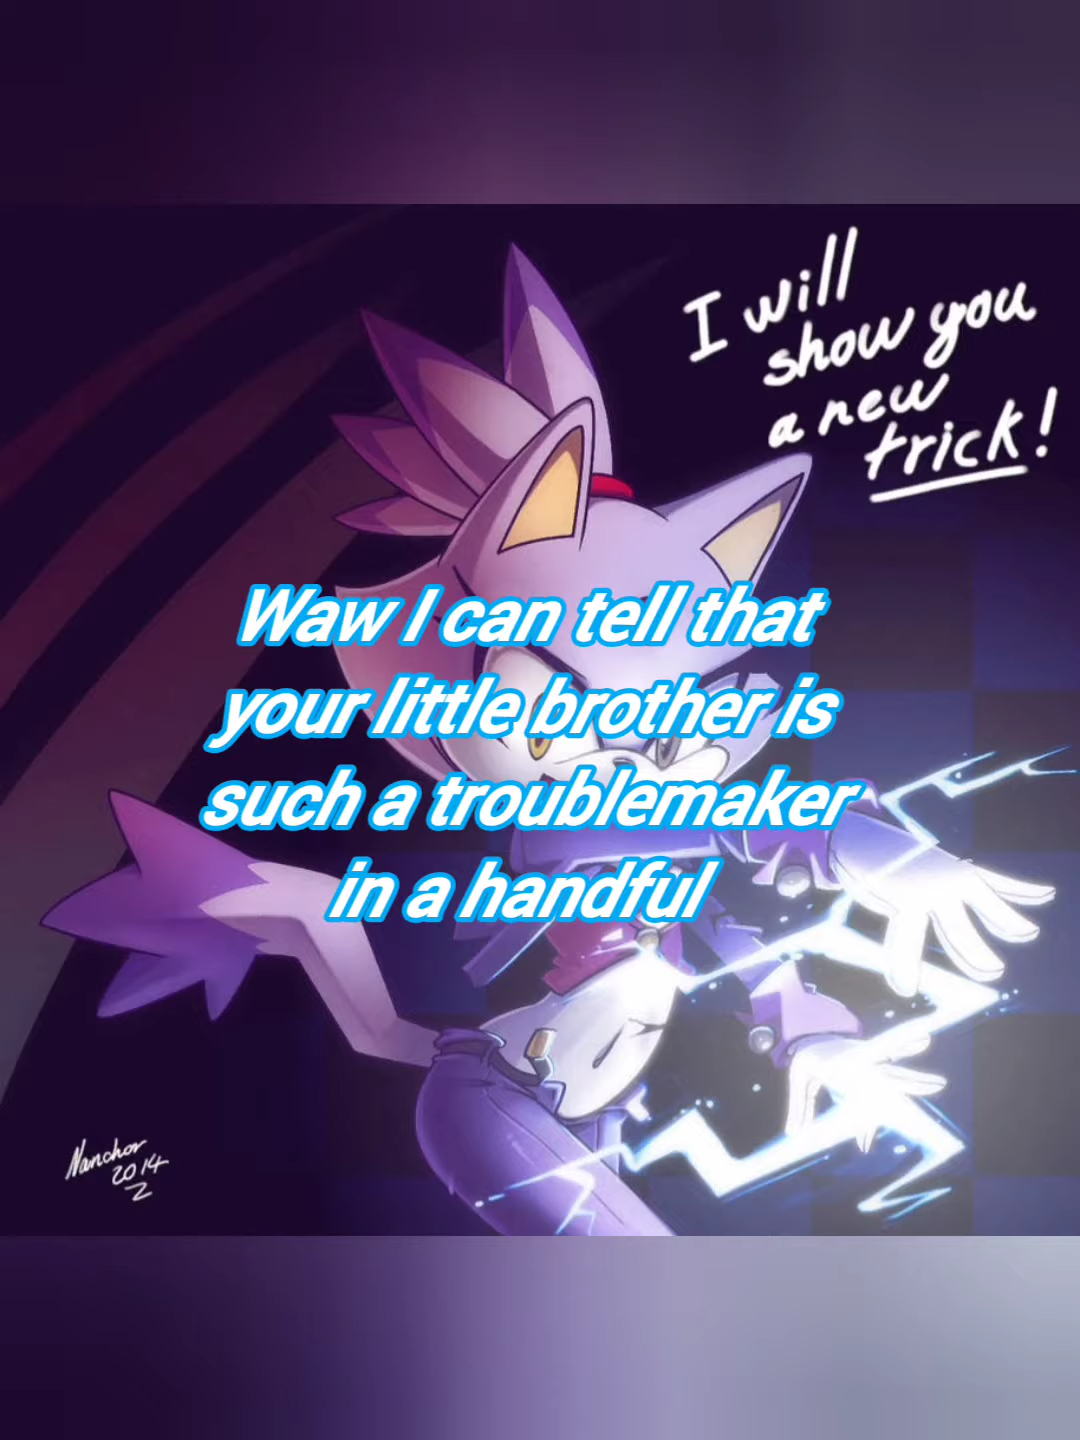 I will
show you
a new
trick!
Waw I can tell that
your little brother is
such a troublemaker
in a handful
Nanchor
2014